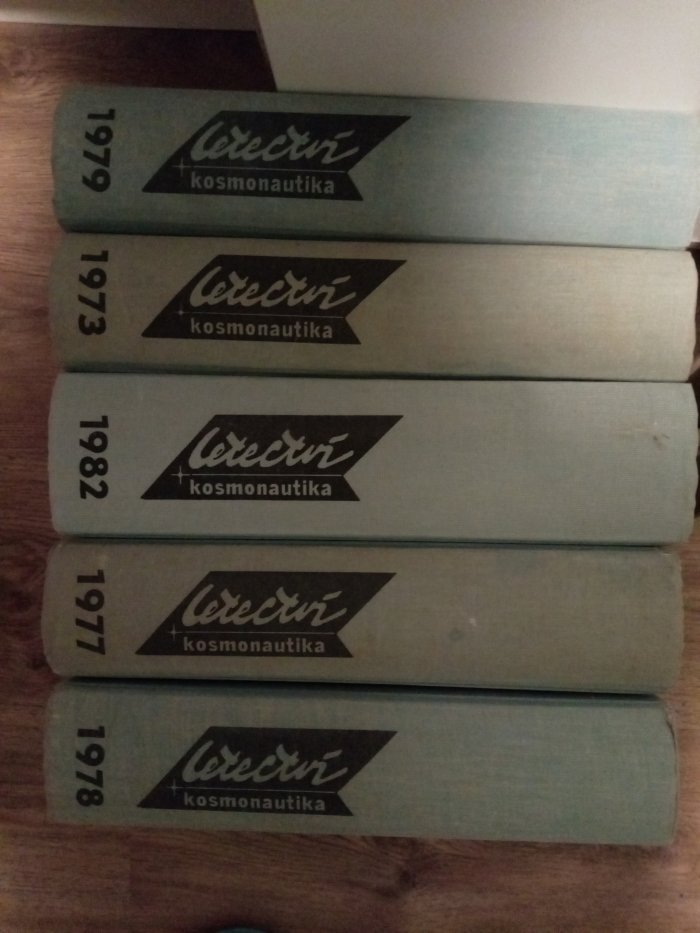 1979
Letectví
kosmonautika
1973
Letectví
kosmonautika
1982
Letectví
kosmonautika
1977
Letectví
kosmonautika
1978
Letectví
kosmonautika